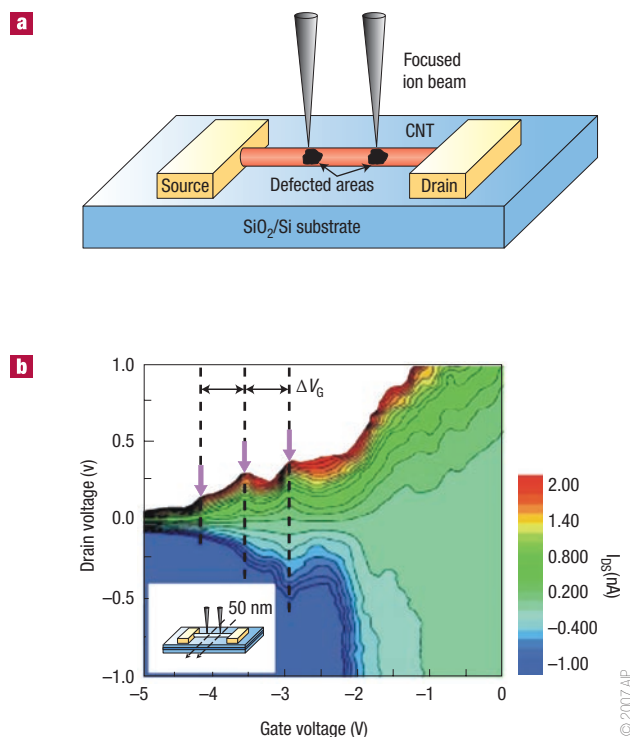 a
Focused
ion beam
CNT
Source
Defected areas
Drain
SiO₂/Si substrate
b
1.0
0.5
0.0
−0.5
−1.0
Drain voltage (v)
ΔV_G
50 nm
−5
−4
−3
−2
−1
0
Gate voltage (V)
2.00
1.40
0.800
0.200
−0.400
−1.00
I_DS (nA)
© 2007 AIP